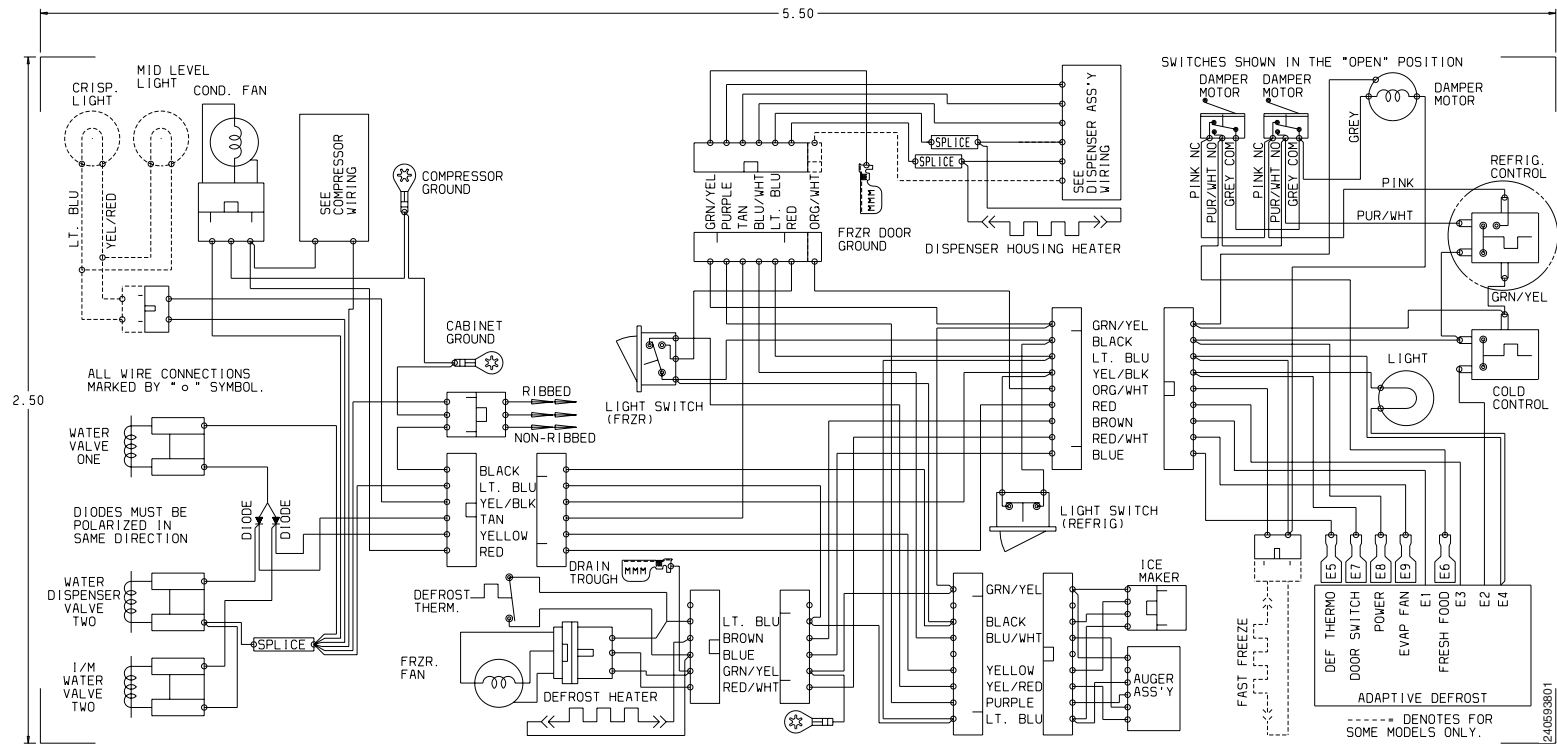 5.50
2.50
MID LEVEL
LIGHT
CRISP.
LIGHT
COND. FAN
SEE
COMPRESSOR
WIRING
COMPRESSOR
GROUND
LT. BLU
YEL/RED
CABINET
GROUND
ALL WIRE CONNECTIONS
MARKED BY "o" SYMBOL.
RIBBED
NON-RIBBED
WATER
VALVE
ONE
DIODES MUST BE
POLARIZED IN
SAME DIRECTION
DIODE
DIODE
WATER
DISPENSER
VALVE
TWO
I/M
WATER
VALVE
TWO
SPLICE
BLACK
LT. BLU
YEL/BLK
TAN
YELLOW
RED
DRAIN
TROUGH
MMM
DEFROST
THERM.
FRZR.
FAN
DEFROST HEATER
LT. BLU
BROWN
BLUE
GRN/YEL
RED/WHT
GRN/YEL
PURPLE
TAN
BLU/WHT
LT. BLU
RED
ORG/WHT
SPLICE
SPLICE
SEE
DISPENSER ASS'Y
WIRING
MMM
FRZR DOOR
GROUND
DISPENSER HOUSING HEATER
LIGHT SWITCH
(FRZR)
GRN/YEL
BLACK
LT. BLU
YEL/BLK
ORG/WHT
RED
BROWN
RED/WHT
BLUE
LIGHT SWITCH
(REFRIG)
GRN/YEL
BLACK
BLU/WHT
YELLOW
YEL/RED
PURPLE
LT. BLU
ICE
MAKER
AUGER
ASS'Y
SWITCHES SHOWN IN THE "OPEN" POSITION
DAMPER
MOTOR
DAMPER
MOTOR
DAMPER
MOTOR
PINK NC
PUR/WHT NO
GREY COM
PINK NC
PUR/WHT NO
GREY COM
GREY
PINK
PUR/WHT
REFRIG.
CONTROL
GRN/YEL
LIGHT
COLD
CONTROL
FAST FREEZE
E5
E7
E8
E9
E1
E6
E3
E2
E4
DEF THERMO
DOOR SWITCH
POWER
EVAP FAN
FRESH FOOD
ADAPTIVE DEFROST
----- = DENOTES FOR
SOME MODELS ONLY.
240593801